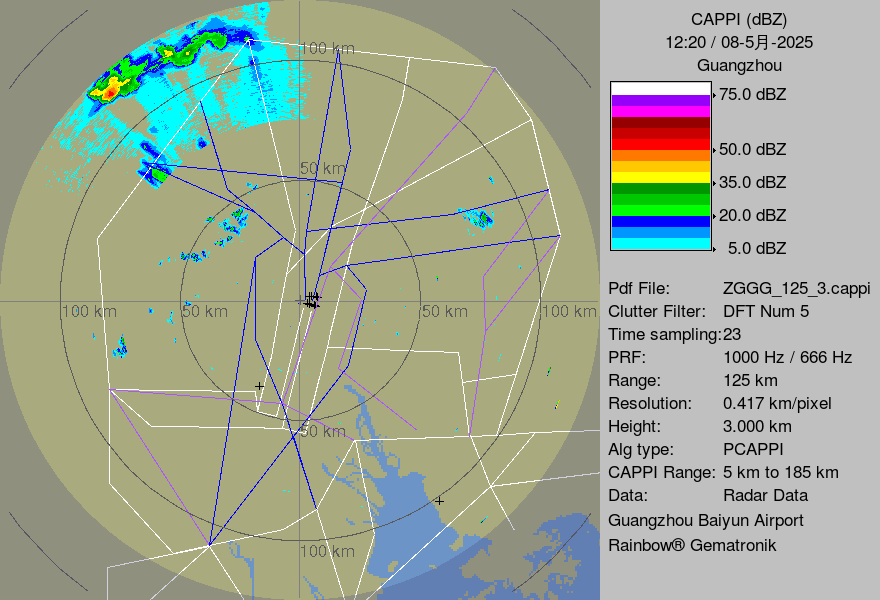 CAPPI (dBZ)
12:20 / 08-5月-2025
Guangzhou
75.0 dBZ
50.0 dBZ
35.0 dBZ
20.0 dBZ
5.0 dBZ
Pdf File: ZGGG_125_3.cappi
Clutter Filter: DFT Num 5
Time sampling:23
PRF: 1000 Hz / 666 Hz
Range: 125 km
Resolution: 0.417 km/pixel
Height: 3.000 km
Alg type: PCAPPI
CAPPI Range: 5 km to 185 km
Data: Radar Data
Guangzhou Baiyun Airport
Rainbow® Gematronik
100 km
50 km
100 km
50 km
50 km
100 km
50 km
100 km